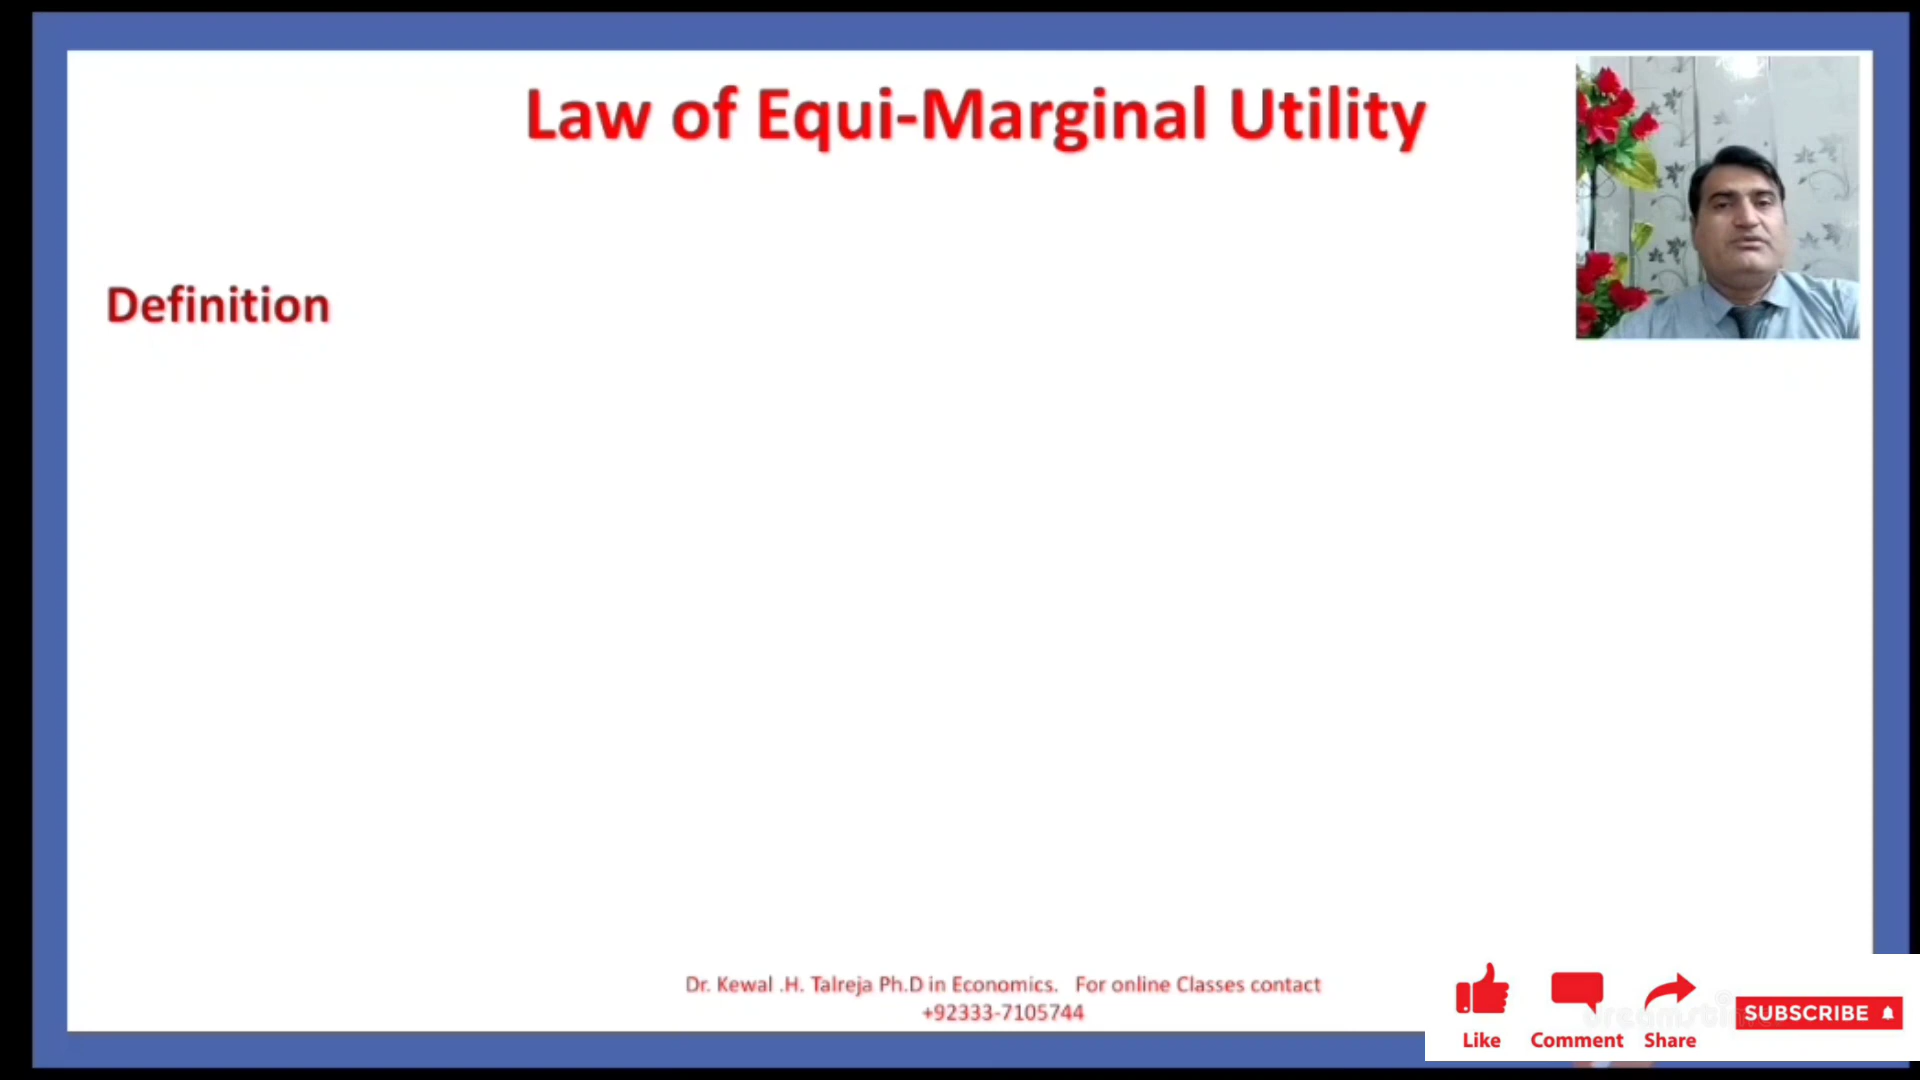 Law of Equi-Marginal Utility
Definition
Dr. Kewal .H. Talreja Ph.D in Economics. For online Classes contact
+92333-7105744
Like Comment Share SUBSCRIBE
dreamstime